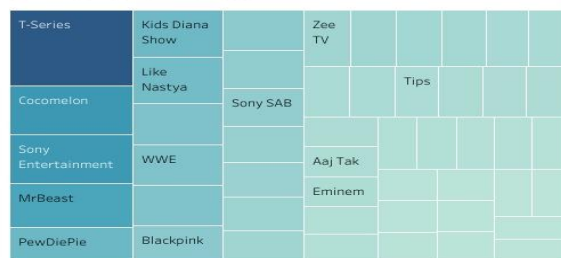 T-Series
Cocomelon
Sony
Entertainment
MrBeast
PewDiePie
Kids Diana
Show
Like
Nastya
WWE
Blackpink
Sony SAB
Zee
TV
Tips
Aaj Tak
Eminem